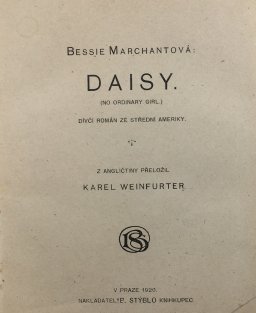 BESSIE MARCHANTOVÁ:
DAISY.
(NO ORDINARY GIRL.)
DÍVČÍ ROMÁN ZE STŘEDNÍ AMERIKY.
Z ANGLIČTINY PŘELOŽIL
KAREL WEINFURTER
V PRAZE 1920.
NAKLADATEL B. STÝBLO KNIHKUPEC.